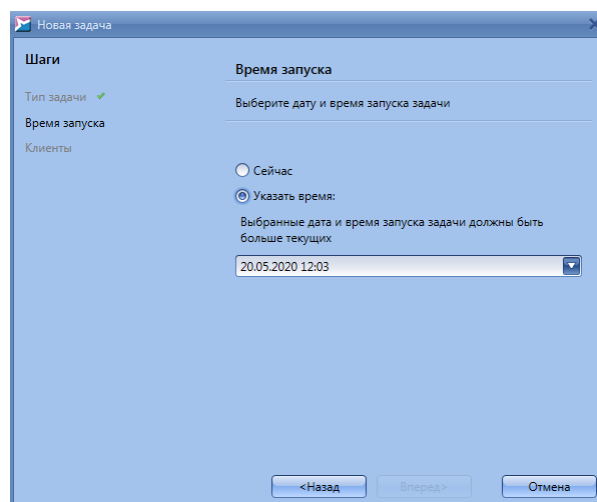 Новая задача
Шаги
Тип задачи
Время запуска
Клиенты
Время запуска
Выберите дату и время запуска задачи
Сейчас
Указать время:
Выбранные дата и время запуска задачи должны быть
больше текущих
20.05.2020 12:03
<Назад
Вперед>
Отмена